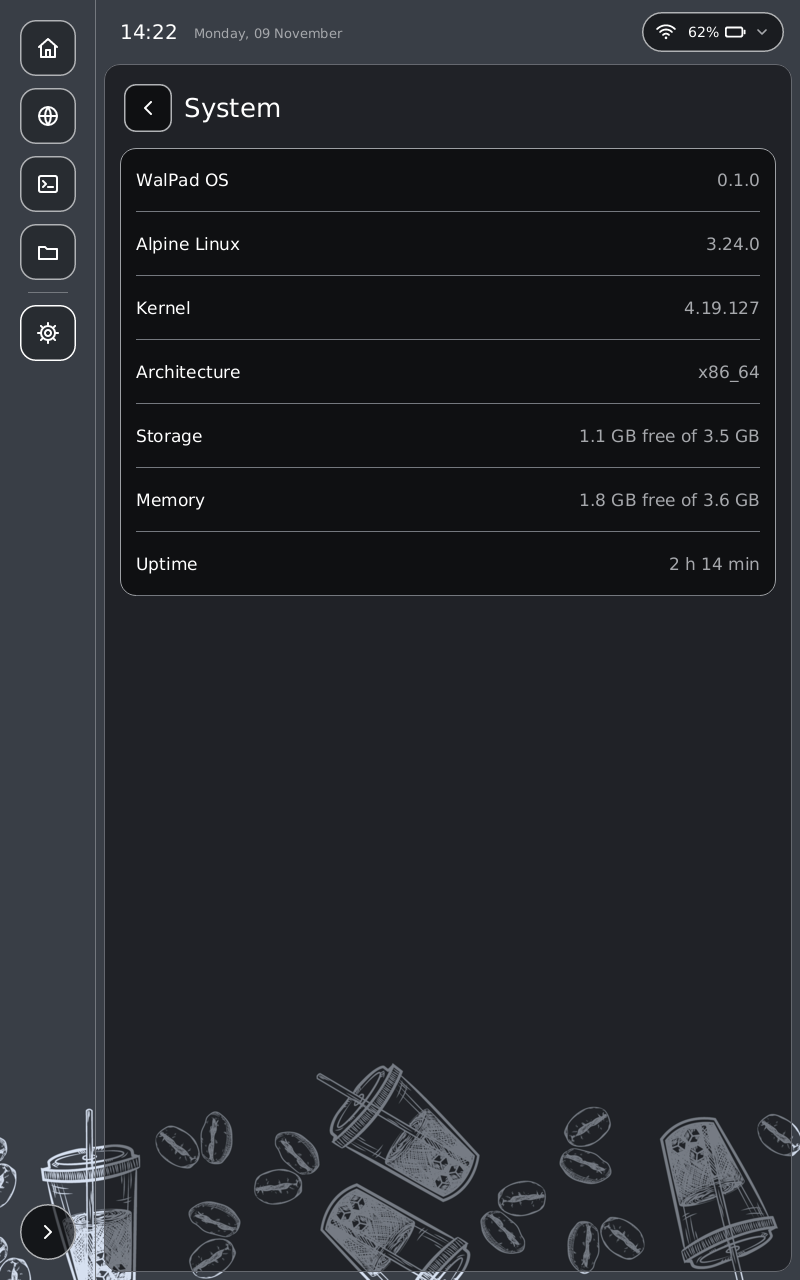 14:22 Monday, 09 November 62%
System
WalPad OS 0.1.0
Alpine Linux 3.24.0
Kernel 4.19.127
Architecture x86_64
Storage 1.1 GB free of 3.5 GB
Memory 1.8 GB free of 3.6 GB
Uptime 2 h 14 min